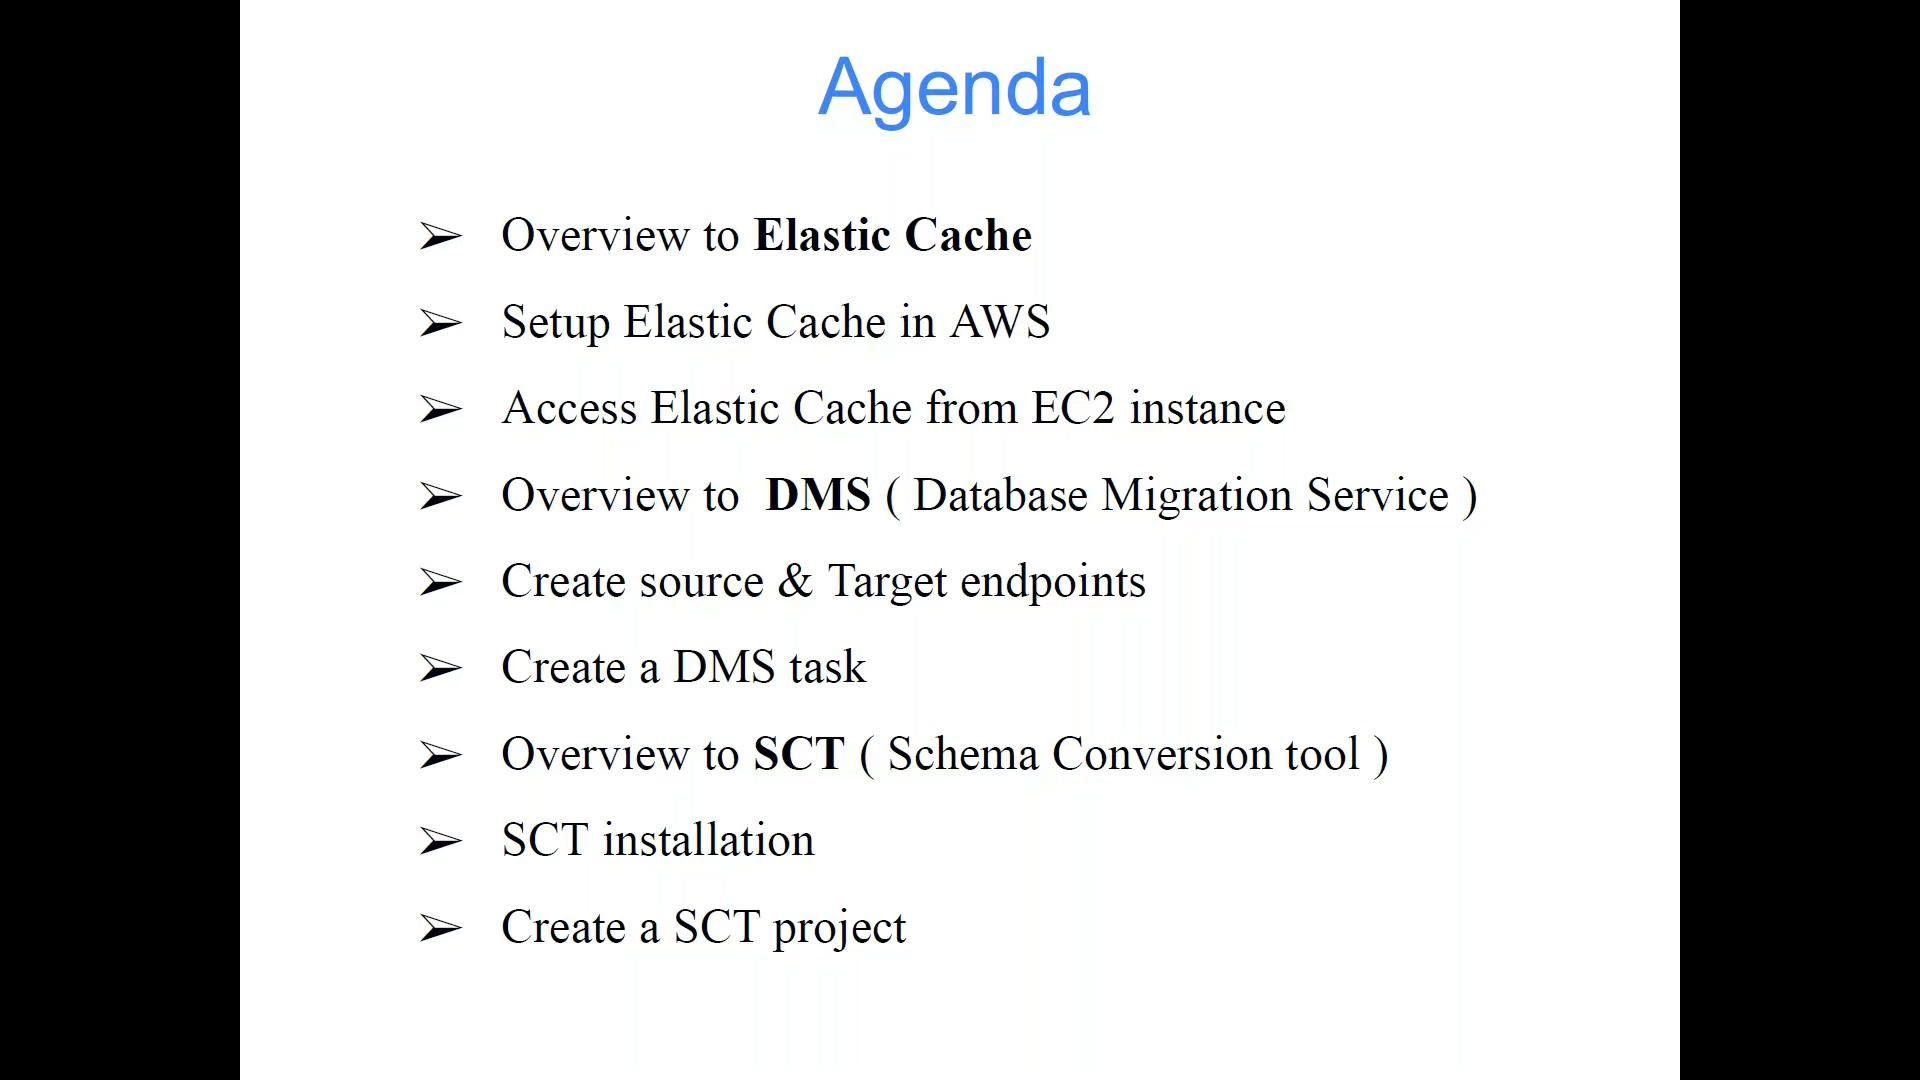 Agenda
➢ Overview to Elastic Cache
➢ Setup Elastic Cache in AWS
➢ Access Elastic Cache from EC2 instance
➢ Overview to  DMS ( Database Migration Service )
➢ Create source & Target endpoints
➢ Create a DMS task
➢ Overview to SCT ( Schema Conversion tool )
➢ SCT installation
➢ Create a SCT project